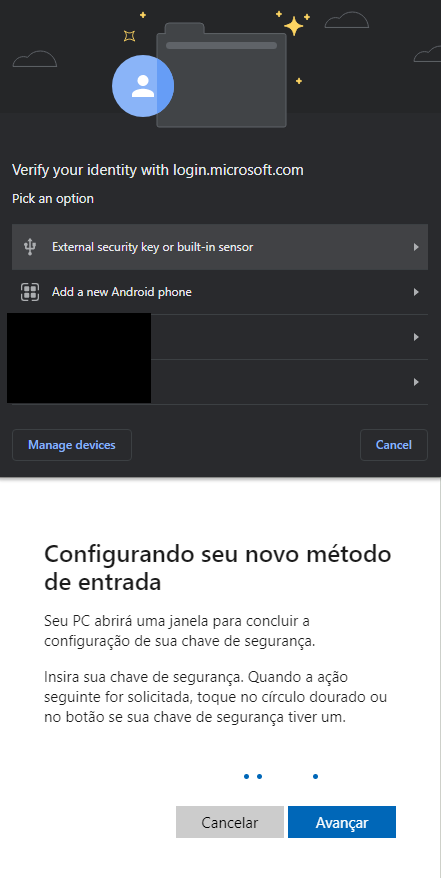 Verify your identity with login.microsoft.com
Pick an option
External security key or built-in sensor
Add a new Android phone
Manage devices
Cancel
Configurando seu novo método
de entrada
Seu PC abrirá uma janela para concluir a
configuração de sua chave de segurança.
Insira sua chave de segurança. Quando a ação
seguinte for solicitada, toque no círculo dourado ou
no botão se sua chave de segurança tiver um.
Cancelar
Avançar